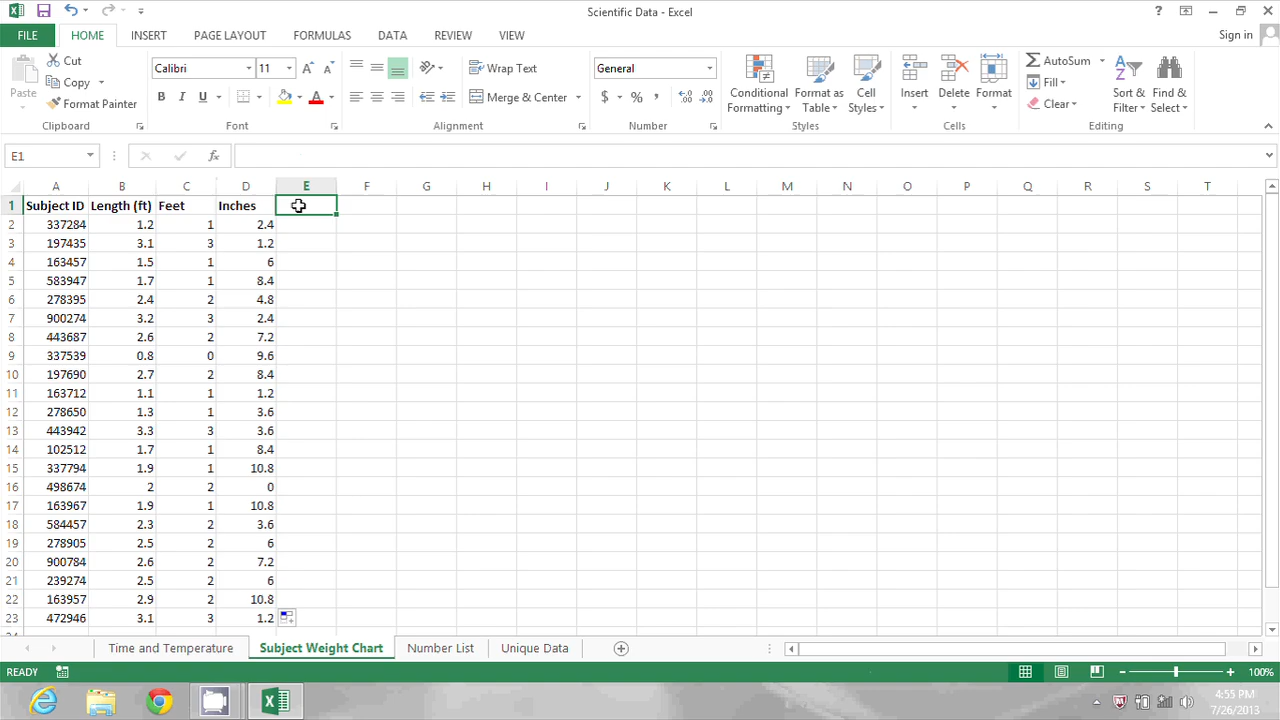 Scientific Data - Excel
FILE HOME INSERT PAGE LAYOUT FORMULAS DATA REVIEW VIEW Sign in
Paste Cut Copy Format Painter
Calibri 11
B I U A
Wrap Text
Merge & Center
General
$ % ,
Conditional Formatting
Format as Table
Cell Styles
Insert Delete Format
AutoSum
Fill
Clear
Sort & Filter
Find & Select
Clipboard Font Alignment Number Styles Cells Editing
E1 fx
A B C D E F G H I J K L M N O P Q R S T
1 Subject ID Length (ft) Feet Inches
2 337284 1.2 1 2.4
3 197435 3.1 3 1.2
4 163457 1.5 1 6
5 583947 1.7 1 8.4
6 278395 2.4 2 4.8
7 900274 3.2 3 2.4
8 443687 2.6 2 7.2
9 337539 0.8 0 9.6
10 197690 2.7 2 8.4
11 163712 1.1 1 1.2
12 278650 1.3 1 3.6
13 443942 3.3 3 3.6
14 102512 1.7 1 8.4
15 337794 1.9 1 10.8
16 498674 2 2 0
17 163967 1.9 1 10.8
18 584457 2.3 2 3.6
19 278905 2.5 2 6
20 900784 2.6 2 7.2
21 239274 2.5 2 6
22 163957 2.9 2 10.8
23 472946 3.1 3 1.2
Time and Temperature Subject Weight Chart Number List Unique Data
READY 100%
4:55 PM
7/26/2013